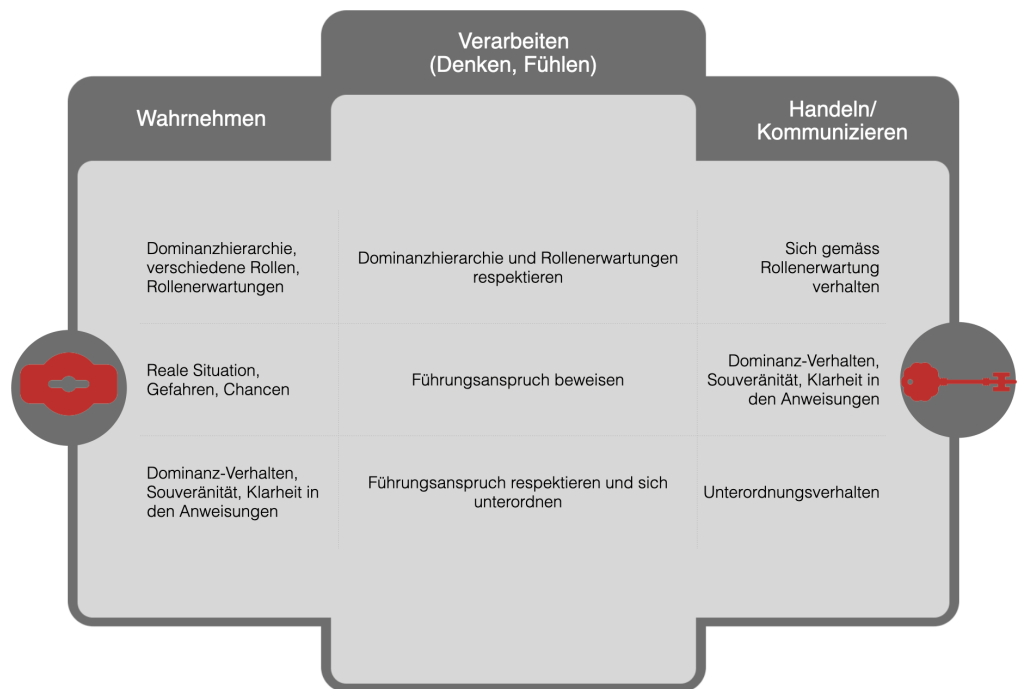 Verarbeiten
(Denken, Fühlen)
Wahrnehmen
Handeln/
Kommunizieren
Dominanzhierarchie,
verschiedene Rollen,
Rollenerwartungen
Dominanzhierarchie und Rollenerwartungen
respektieren
Sich gemäss
Rollenerwartung
verhalten
Reale Situation,
Gefahren, Chancen
Führungsanspruch beweisen
Dominanz-Verhalten,
Souveränität, Klarheit in
den Anweisungen
Dominanz-Verhalten,
Souveränität, Klarheit in
den Anweisungen
Führungsanspruch respektieren und sich
unterordnen
Unterordnungsverhalten